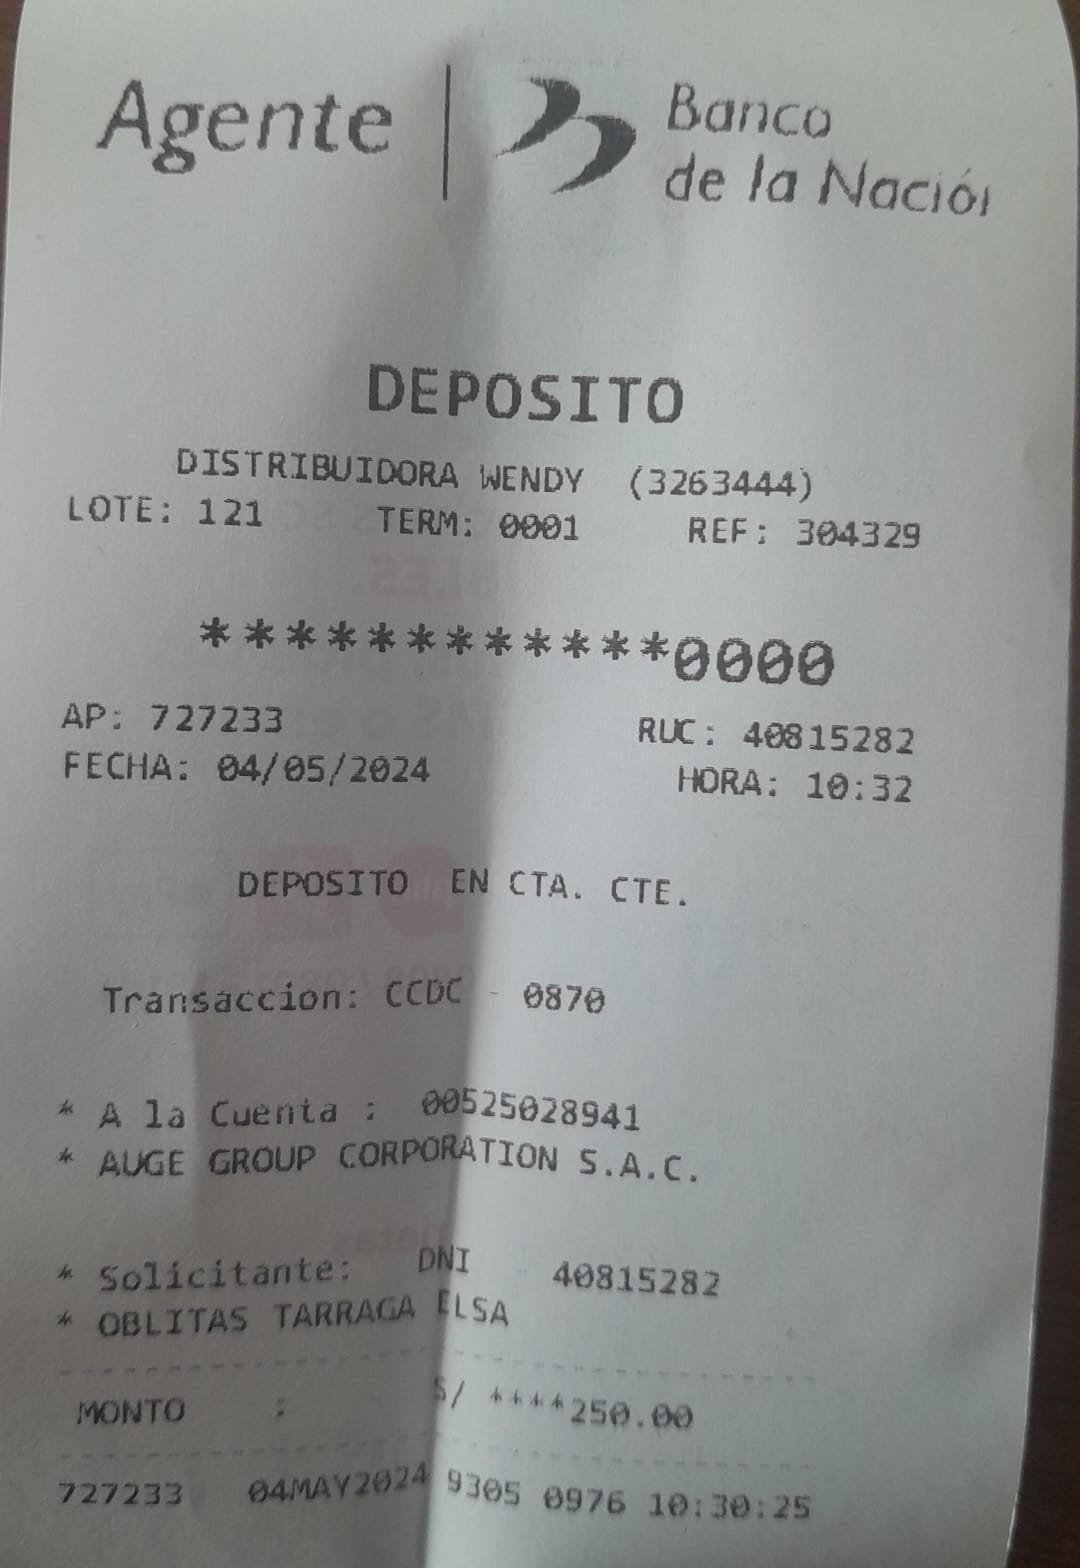 Agente | Banco
de la Nación
DEPOSITO
DISTRIBUIDORA WENDY (3263444)
LOTE: 121 TERM: 0001 REF: 304329
************0000
AP: 727233 RUC: 40815282
FECHA: 04/05/2024 HORA: 10:32
DEPOSITO EN CTA. CTE.
Transaccion: CCDC - 0870
* A la Cuenta : 00525028941
* AUGE GROUP CORPORATION S.A.C.
* Solicitante: DNI 40815282
* OBLITAS TARRAGA ELSA
MONTO : S/ ****250.00
727233 04MAY2024 9305 0976 10:30:25